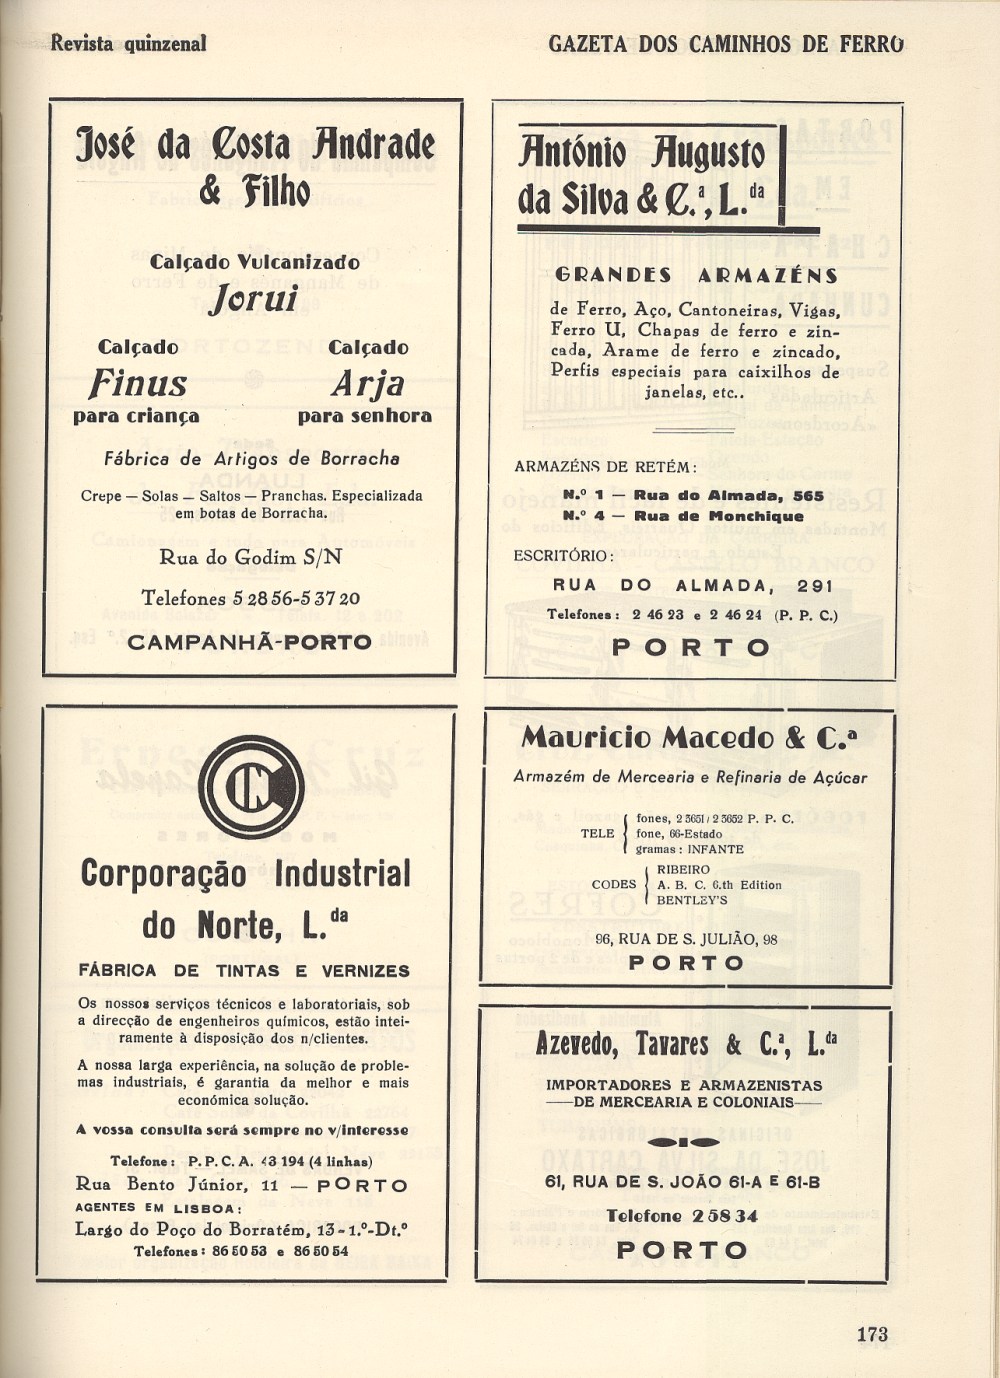 Revista quinzenal
GAZETA DOS CAMINHOS DE FERRO
José da Costa Andrade
& Filho
Calçado Vulcanizado
Jorui
Calçado
Finus
para criança
Calçado
Arja
para senhora
Fábrica de Artigos de Borracha
Crepe — Solas — Saltos — Pranchas. Especializada
em botas de Borracha.
Rua do Godim S/N
Telefones 5 28 56-5 37 20
CAMPANHÃ-PORTO
António Augusto
da Silva & C.ª, L.da
GRANDES ARMAZÉNS
de Ferro, Aço, Cantoneiras, Vigas,
Ferro U, Chapas de ferro e zin-
cada, Arame de ferro e zincado,
Perfis especiais para caixilhos de
janelas, etc..
ARMAZÉNS DE RETÉM:
N.º 1 — Rua do Almada, 565
N.º 4 — Rua de Monchique
ESCRITÓRIO:
RUA DO ALMADA, 291
Telefones: 2 46 23 e 2 46 24 (P. P. C.)
PORTO
CIN
Corporação Industrial
do Norte, L.da
FÁBRICA DE TINTAS E VERNIZES
Os nossos serviços técnicos e laboratoriais, sob
a direcção de engenheiros químicos, estão intei-
ramente à disposição dos n/clientes.
A nossa larga experiência, na solução de proble-
mas industriais, é garantia da melhor e mais
económica solução.
A vossa consulta será sempre no v/interesse
Telefone: P. P. C. A. 43 194 (4 linhas)
Rua Bento Júnior, 11 — PORTO
AGENTES EM LISBOA:
Largo do Poço do Borratém, 13-1.º-Dt.º
Telefones: 86 50 53 e 86 50 54
Mauricio Macedo & C.ª
Armazém de Mercearia e Refinaria de Açúcar
TELE
fones, 2 3651 / 2 3652 P. P. C.
fone, 66-Estado
gramas: INFANTE
CODES
RIBEIRO
A. B. C. 6.th Edition
BENTLEY'S
96, RUA DE S. JULIÃO, 98
PORTO
Azevedo, Tavares & C.ª, L.da
IMPORTADORES E ARMAZENISTAS
—DE MERCEARIA E COLONIAIS—
61, RUA DE S. JOÃO 61-A E 61-B
Telefone 2 58 34
PORTO
173